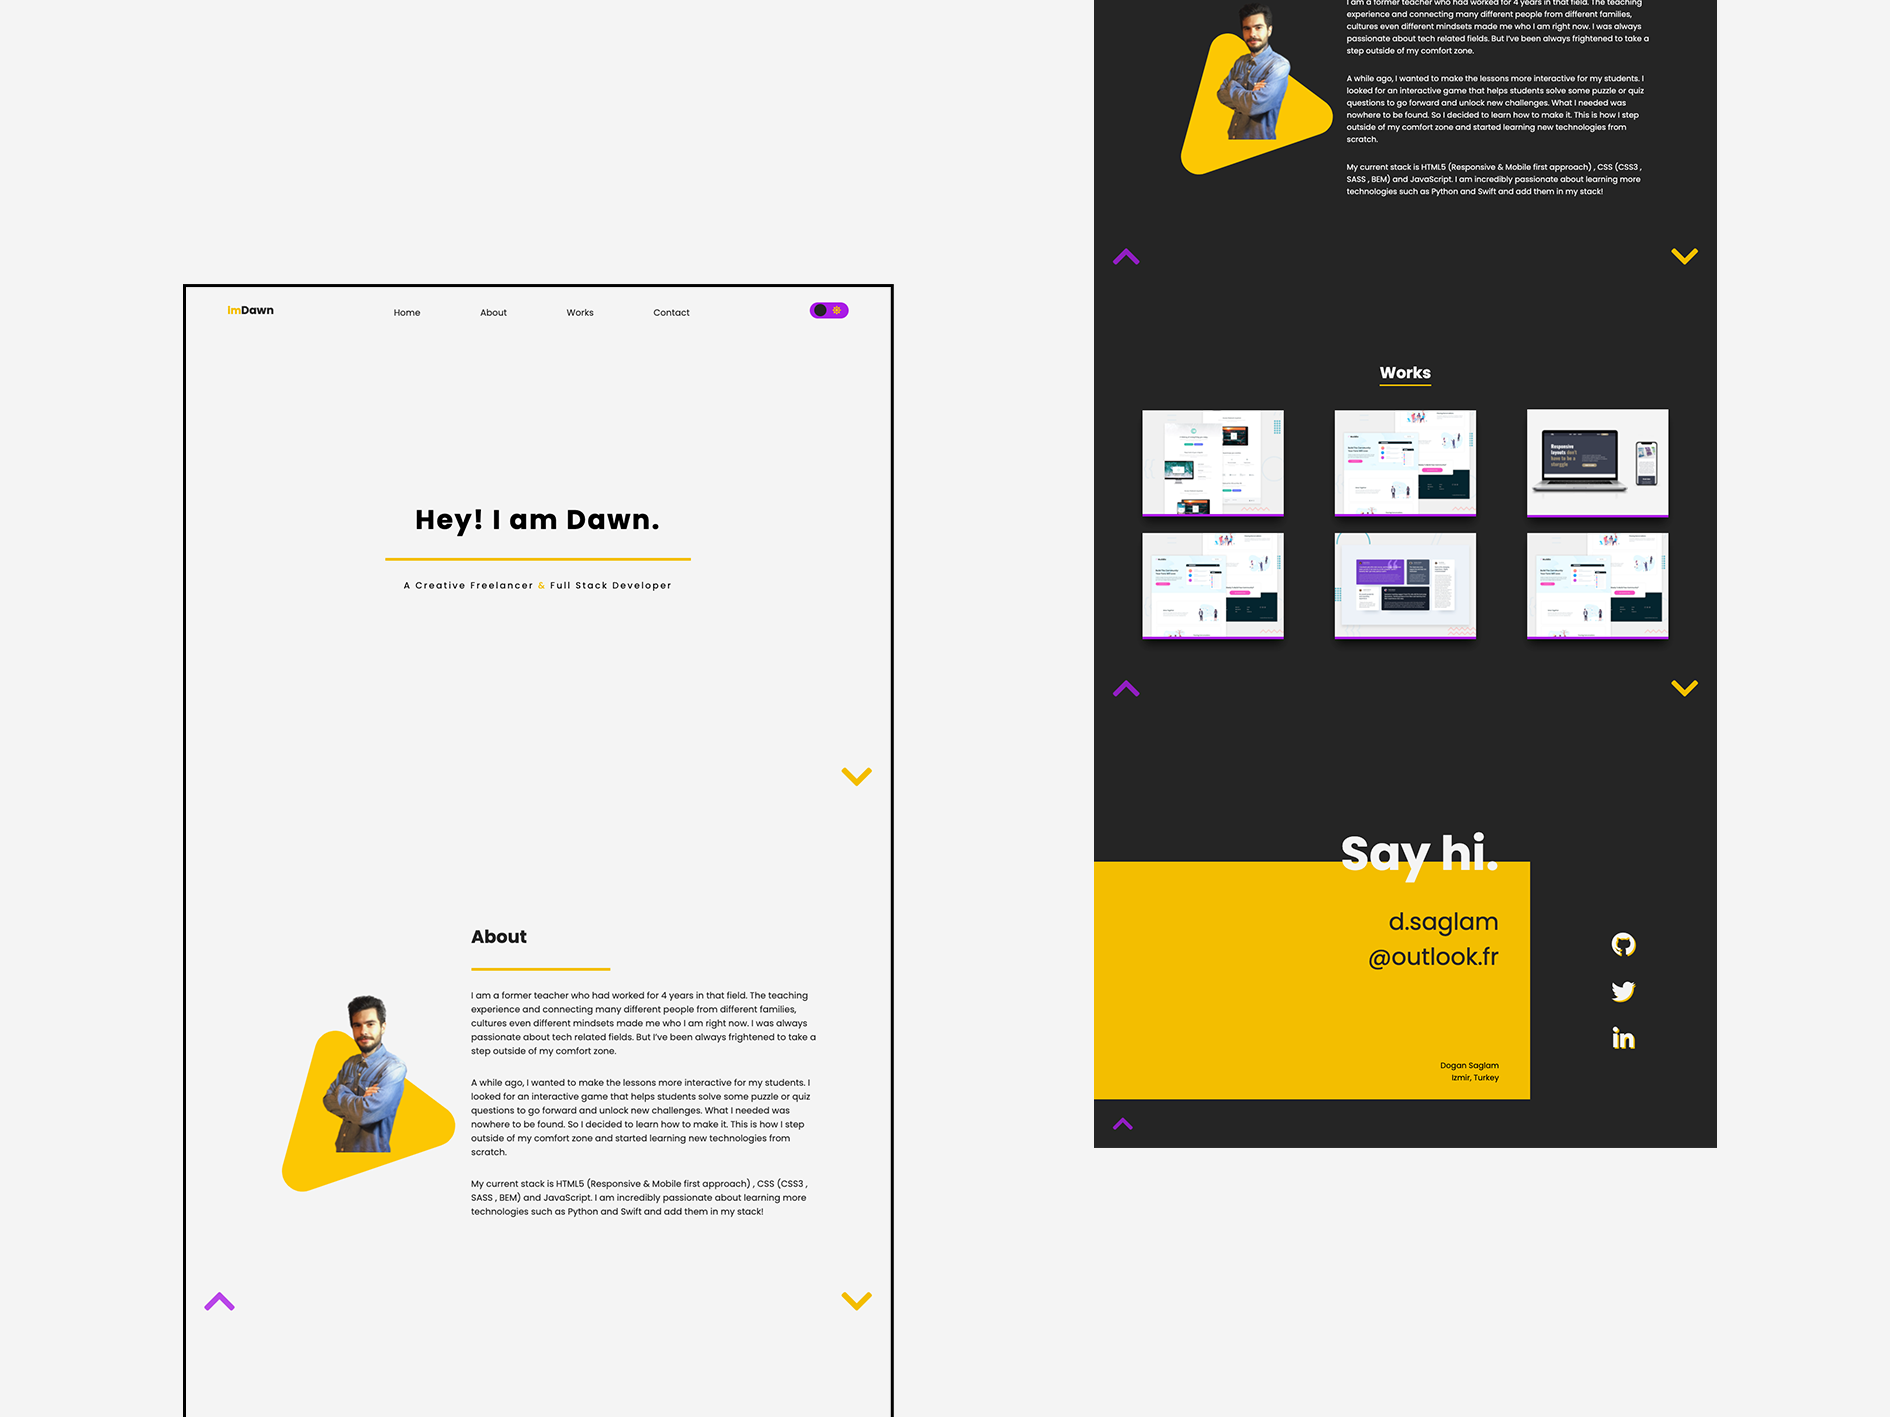 ImDawn
Home
About
Works
Contact
Hey! I am Dawn.
A Creative Freelancer & Full Stack Developer
About
I am a former teacher who had worked for 4 years in that field. The teaching
experience and connecting many different people from different families,
cultures even different mindsets made me who I am right now. I was always
passionate about tech related fields. But I've been always frightened to take a
step outside of my comfort zone.
A while ago, I wanted to make the lessons more interactive for my students. I
looked for an interactive game that helps students solve some puzzle or quiz
questions to go forward and unlock new challenges. What I needed was
nowhere to be found. So I decided to learn how to make it. This is how I step
outside of my comfort zone and started learning new technologies from
scratch.
My current stack is HTML5 (Responsive & Mobile first approach) , CSS (CSS3 ,
SASS , BEM) and JavaScript. I am incredibly passionate about learning more
technologies such as Python and Swift and add them in my stack!
I am a former teacher who had worked for 4 years in that field. The teaching
experience and connecting many different people from different families,
cultures even different mindsets made me who I am right now. I was always
passionate about tech related fields. But I've been always frightened to take a
step outside of my comfort zone.
A while ago, I wanted to make the lessons more interactive for my students. I
looked for an interactive game that helps students solve some puzzle or quiz
questions to go forward and unlock new challenges. What I needed was
nowhere to be found. So I decided to learn how to make it. This is how I step
outside of my comfort zone and started learning new technologies from
scratch.
My current stack is HTML5 (Responsive & Mobile first approach) , CSS (CSS3 ,
SASS , BEM) and JavaScript. I am incredibly passionate about learning more
technologies such as Python and Swift and add them in my stack!
Works
Responsive
layouts don't
have to be a
struggle
Say hi.
d.saglam
@outlook.fr
in
Dogan Saglam
Izmir, Turkey